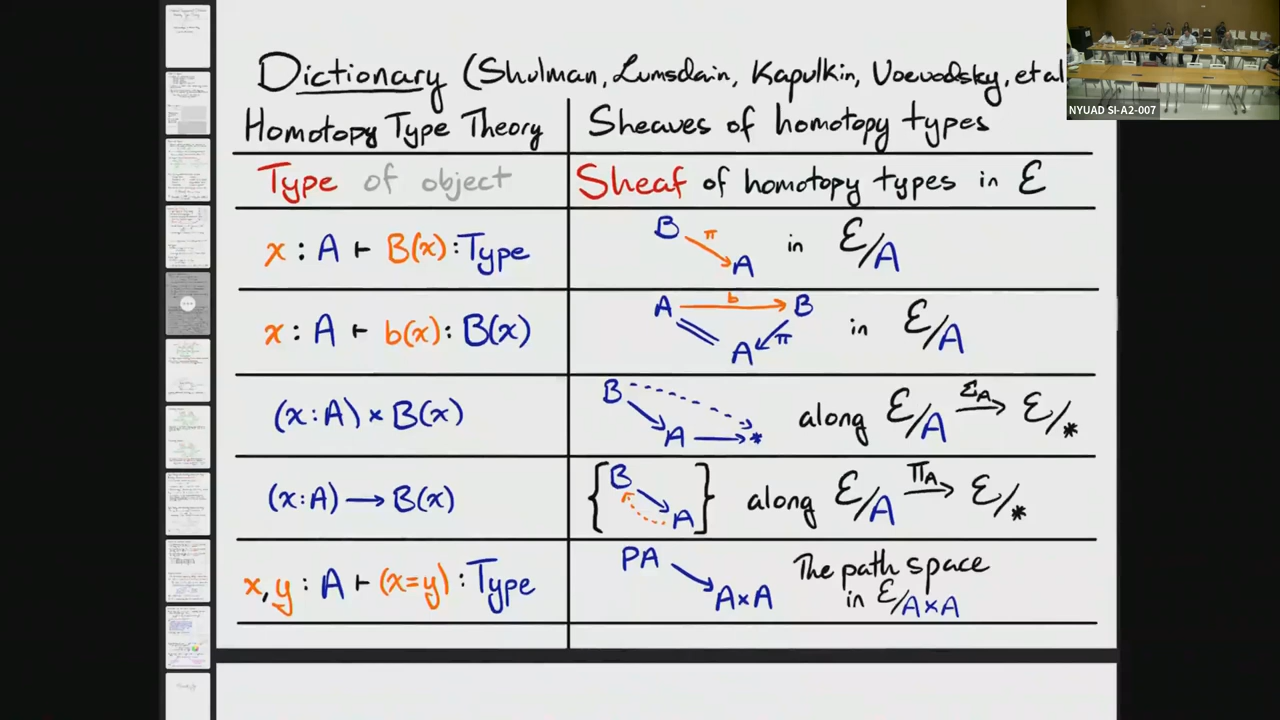 Dictionary (Shulman, Lumsdain, Kapulkin, Voevodsky, et al
NYUAD SI-A2-007
Homotopy Type Theory | Sheaves of homotopy types
Type of object | Sheaf of homotopy types in ℰ
x : A ⊢ B(x) : Type | B π A in ℰ/A
x : A ⊢ b(x) : B(x) | A b B π A in ℰ/A
(x : A) × B(x) | B A * along ℰ/A Σ_A → ℰ/*
(x : A) → B(x) | { B A } along ℰ/A Π_A → ℰ/*
x, y : A ⊢ (x = y) : Type | PA A×A The path space in ℰ/A×A